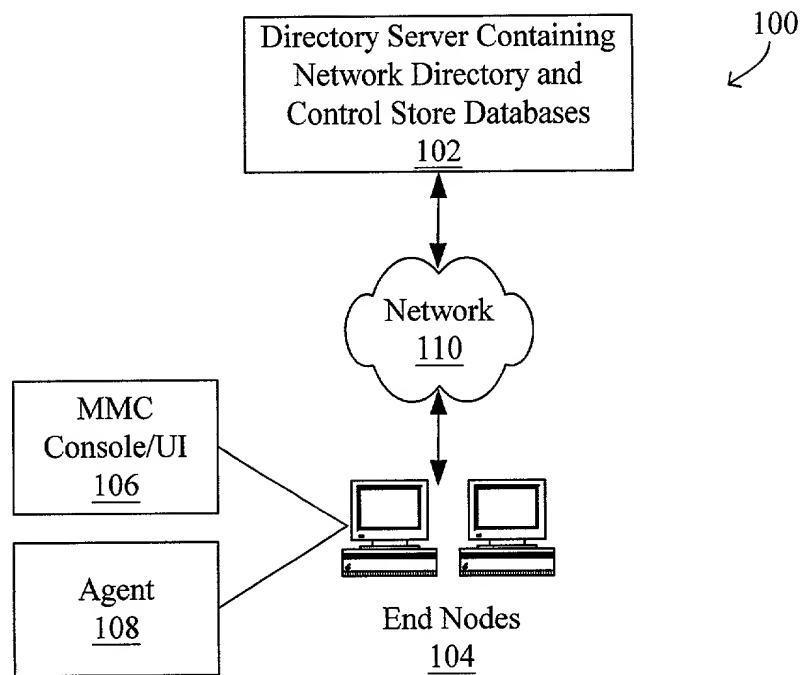 Directory Server Containing
Network Directory and
Control Store Databases
102
100
Network
110
MMC
Console/UI
106
Agent
108
End Nodes
104